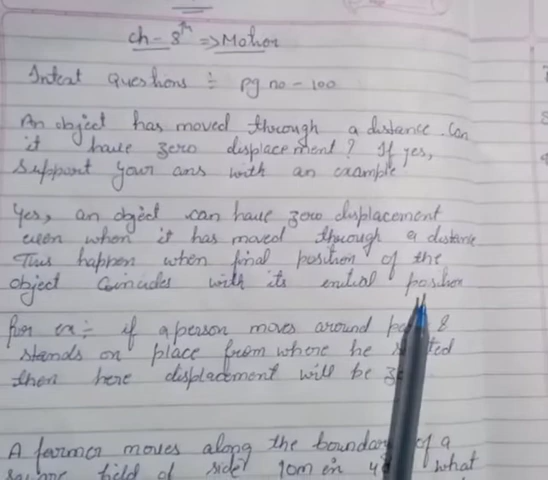 ch - 8th => Motion
Intext Questions ÷ Pg no - 100
An object has moved through a distance. Can
it have zero displacement? If yes,
Support your ans with an example
Yes, an object can have zero displacement
even when it has moved through a distance
This happen when final position of the
object Coincides with its initial position
for ex ÷ if a person moves around &
stands on place from where he
then here displacement will be
A farmer moves along the boundary of a
square field of side 10m in what